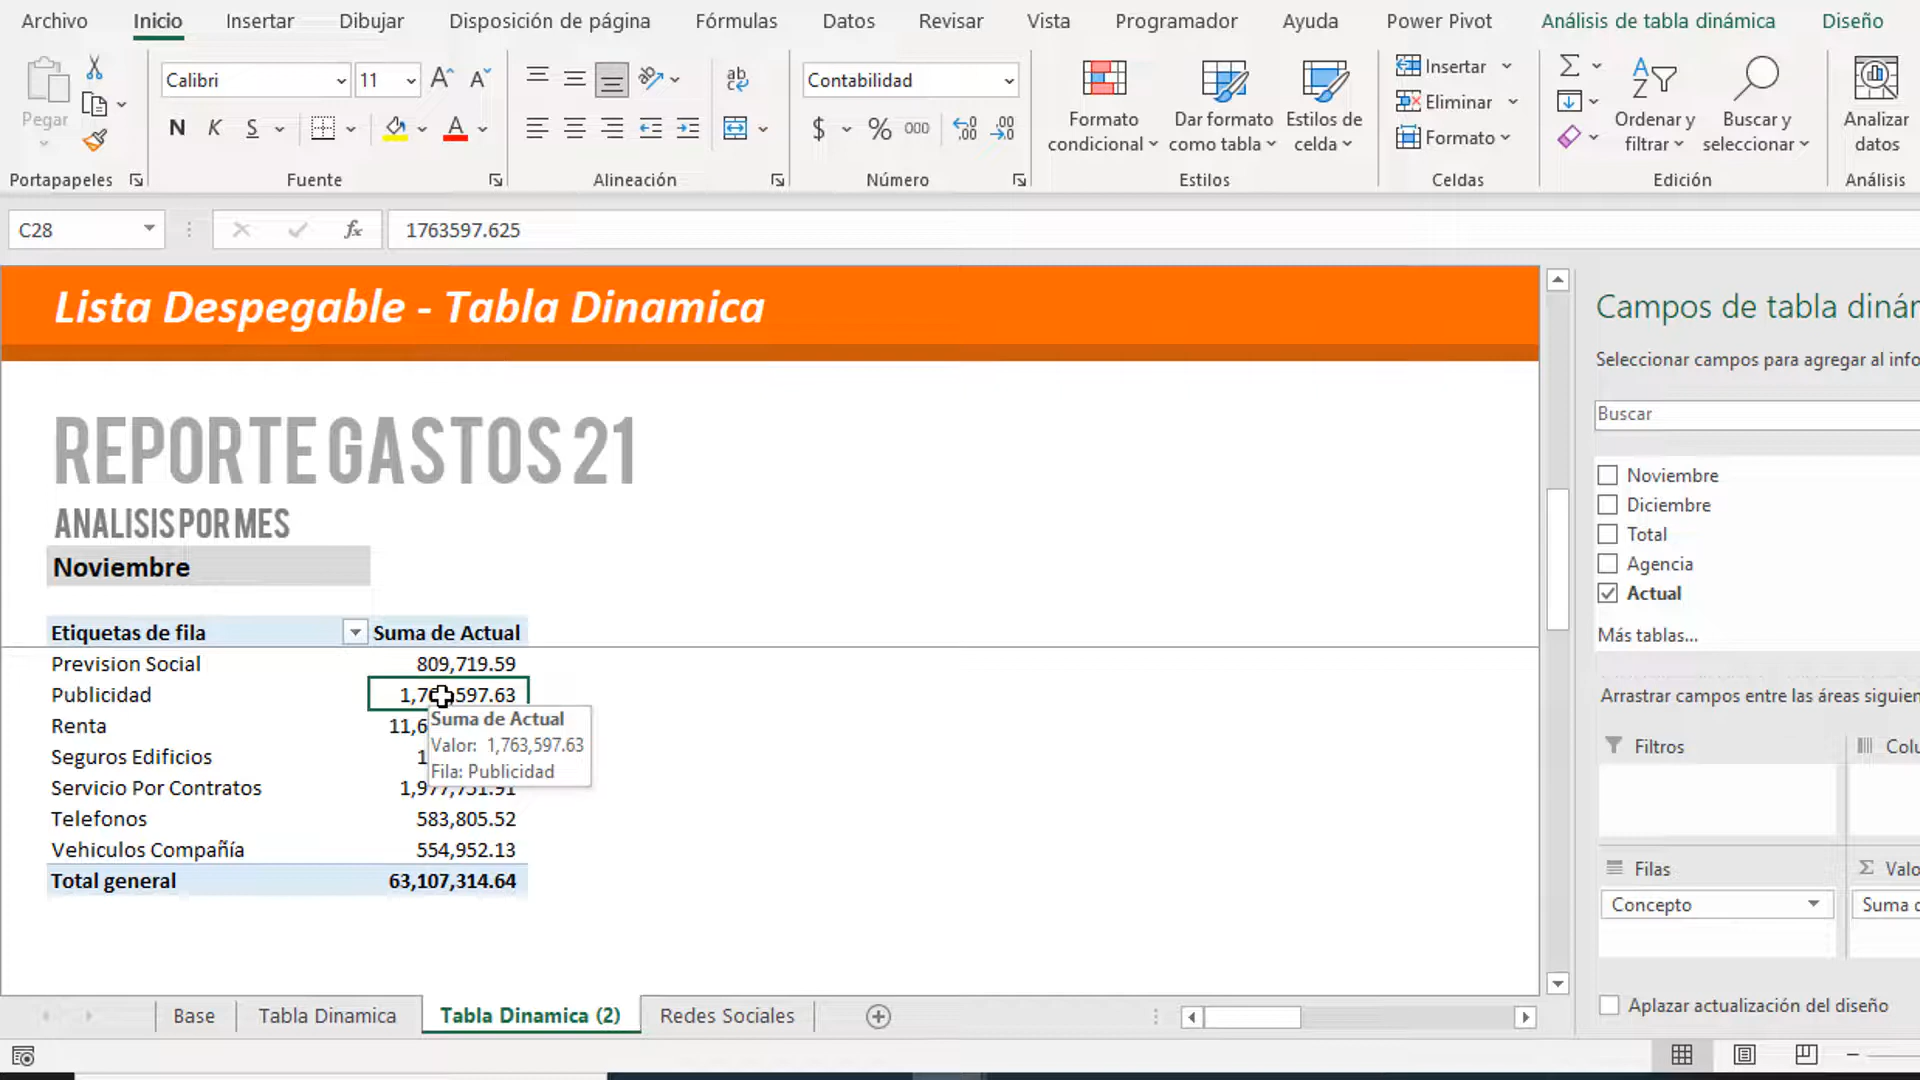 Archivo Inicio Insertar Dibujar Disposición de página Fórmulas Datos Revisar Vista Programador Ayuda Power Pivot Análisis de tabla dinámica Diseño
Pegar
Portapapeles
Calibri 11
N K S
Fuente
ab
Alineación
Contabilidad
$ % 000
Número
Formato condicional
Dar formato como tabla
Estilos de celda
Estilos
Insertar
Eliminar
Formato
Celdas
Ordenar y filtrar
Buscar y seleccionar
Edición
Analizar datos
Análisis
C28 fx 1763597.625
Lista Despegable - Tabla Dinamica
REPORTE GASTOS 21
ANALISIS POR MES
Noviembre
Etiquetas de fila Suma de Actual
Prevision Social 809,719.59
Publicidad
Renta
Seguros Edificios
Servicio Por Contratos 1,977,731.91
Telefonos 583,805.52
Vehiculos Compañía 554,952.13
Total general 63,107,314.64
Suma de Actual
Valor: 1,763,597.63
Fila: Publicidad
Campos de tabla
Seleccionar campos para agregar al
Buscar
Noviembre
Diciembre
Total
Agencia
Actual
Más tablas...
Arrastrar campos entre las áreas
Filtros
Filas
Concepto
Suma
Aplazar actualización del diseño
Base Tabla Dinamica Tabla Dinamica (2) Redes Sociales